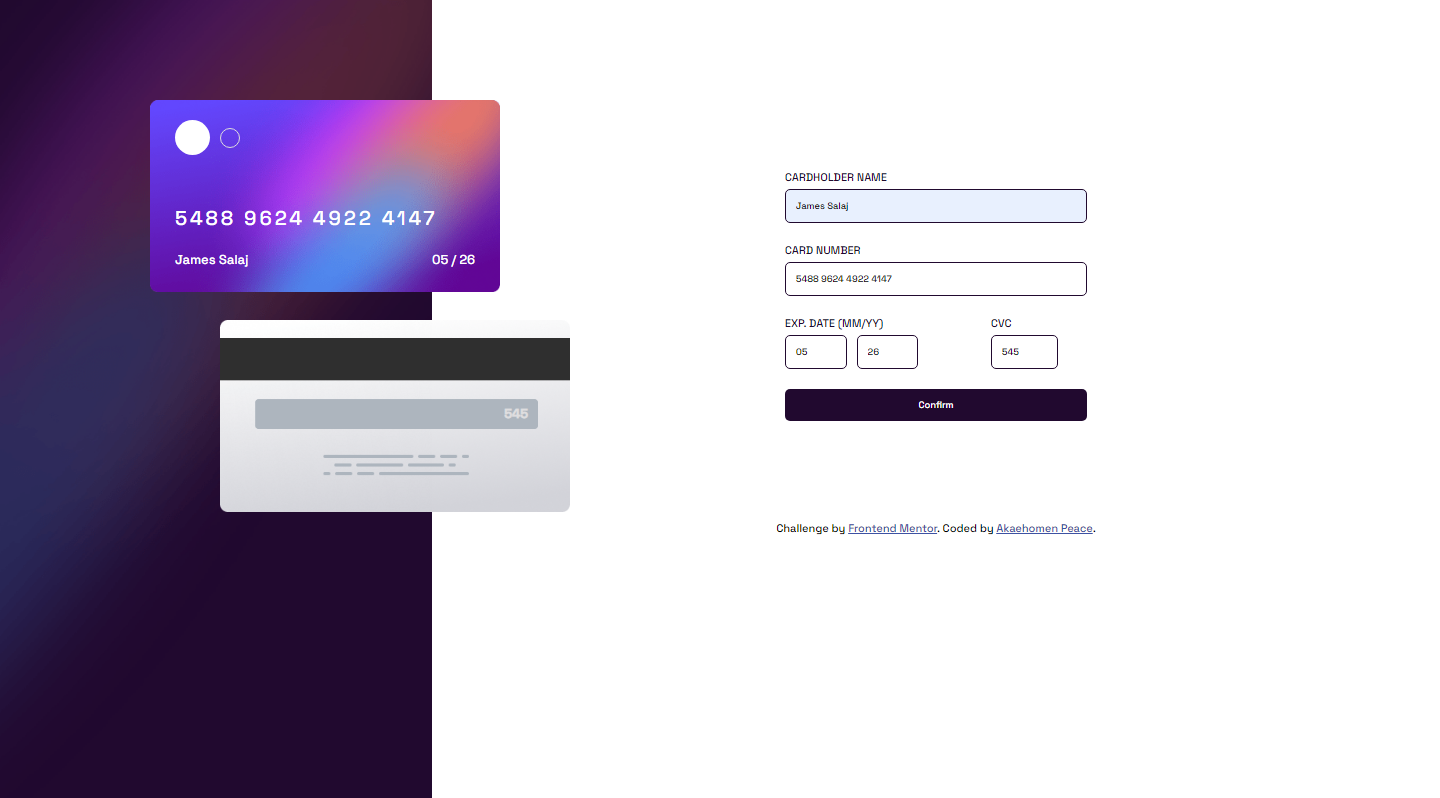 5488 9624 4922 4147
James Salaj 05 / 26
545
CARDHOLDER NAME
James Salaj
CARD NUMBER
5488 9624 4922 4147
EXP. DATE (MM/YY) CVC
05 26 545
Confirm
Challenge by Frontend Mentor. Coded by Akaehomen Peace.